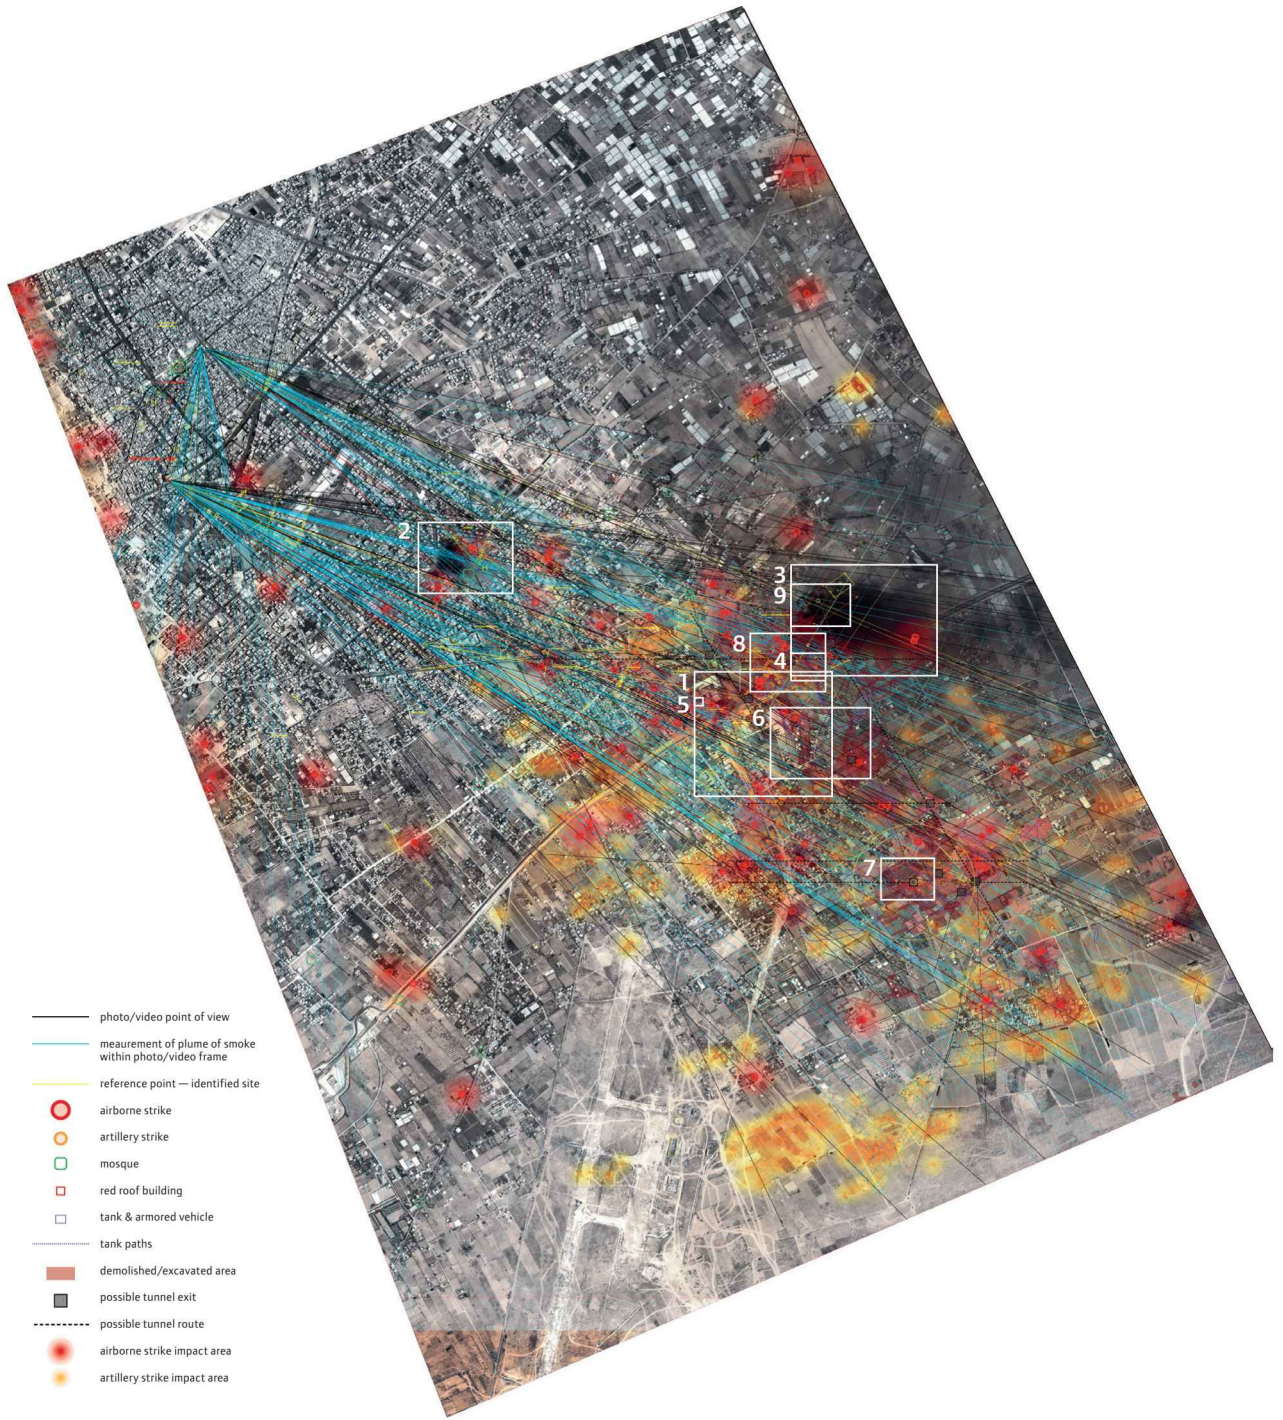 2
3
9
8
4
1
5
6
7
photo/video point of view
meaurement of plume of smoke
within photo/video frame
reference point — identified site
airborne strike
artillery strike
mosque
red roof building
tank & armored vehicle
tank paths
demolished/excavated area
possible tunnel exit
possible tunnel route
airborne strike impact area
artillery strike impact area